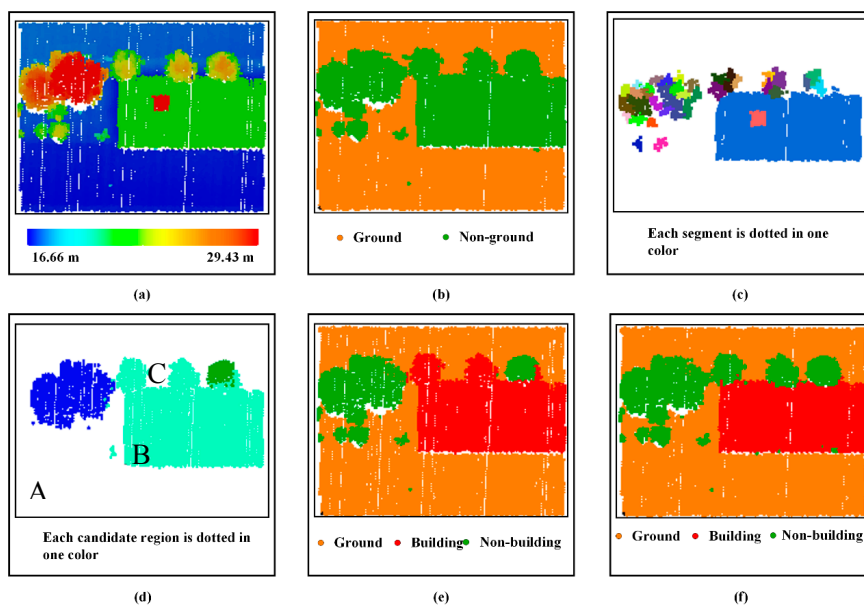 16.66 m 29.43 m
Ground Non-ground
Each segment is dotted in one
color
(a) (b) (c)
C
B
A
Each candidate region is dotted in
one color
Ground Building Non-building
Ground Building Non-building
(d) (e) (f)